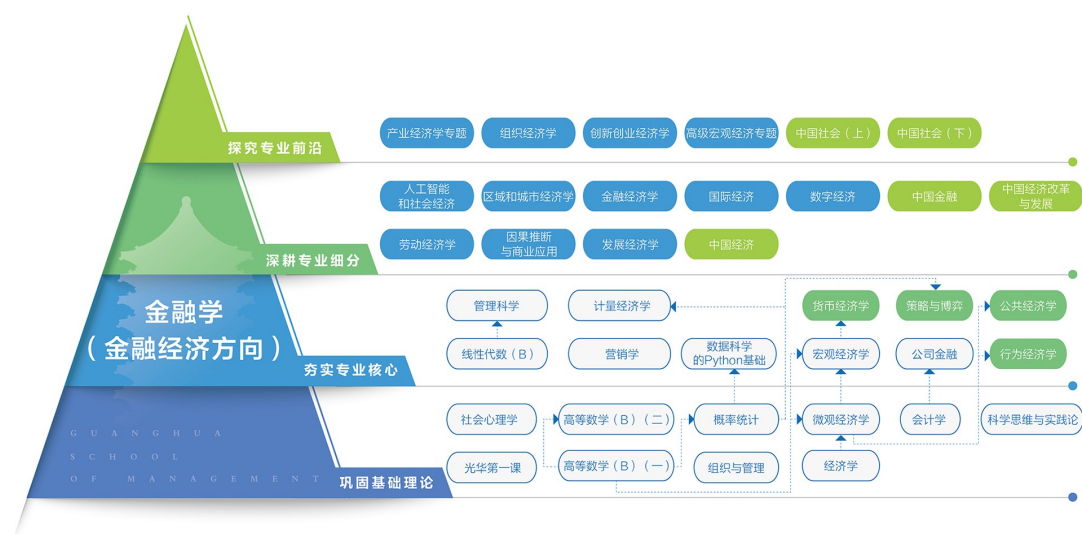 探究专业前沿
产业经济学专题
组织经济学
创新创业经济学
高级宏观经济专题
中国社会（上）
中国社会（下）
深耕专业细分
人工智能
和社会经济
区域和城市经济学
金融经济学
国际经济
数字经济
中国金融
中国经济改革
与发展
劳动经济学
因果推断
与商业应用
发展经济学
中国经济
金融学
（金融经济方向）
夯实专业核心
管理科学
计量经济学
货币经济学
策略与博弈
公共经济学
线性代数（B）
营销学
数据科学
的Python基础
宏观经济学
公司金融
行为经济学
GUANGHUA
SCHOOL
OF MANAGEMENT
巩固基础理论
社会心理学
高等数学（B）（二）
概率统计
微观经济学
会计学
科学思维与实践论
光华第一课
高等数学（B）（一）
组织与管理
经济学